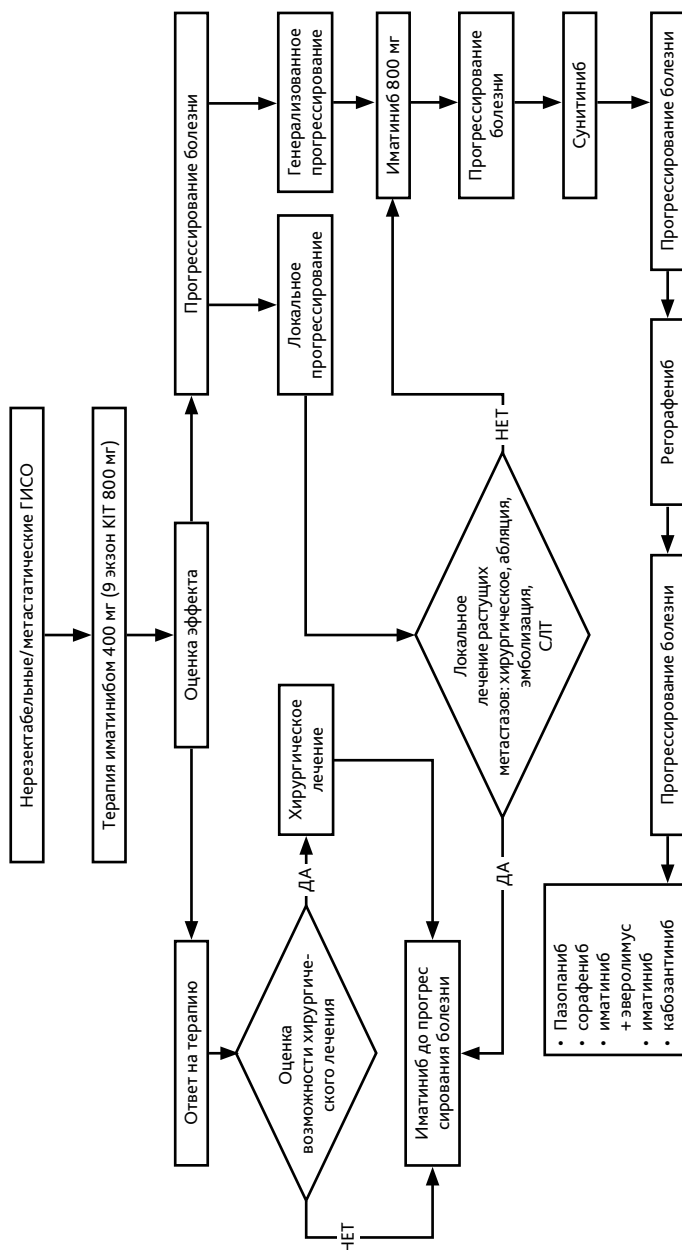 Нерезектабельные/метастатические ГИСО
Терапия иматинибом 400 мг (9 экзон KIT 800 мг)
Оценка эффекта
Ответ на терапию
Прогрессирование болезни
Оценка
возможности хирургиче-
ского лечения
ДА
Хирургическое
лечение
НЕТ
Иматиниб до прогрес
сирования болезни
Локальное
прогрессирование
Генерализованное
прогрессирование
Локальное
лечение растущих
метастазов: хирургическое, абляция,
эмболизация,
СЛТ
ДА
НЕТ
Иматиниб 800 мг
Прогрессирование
болезни
Сунитиниб
Прогрессирование болезни
Регорафениб
Прогрессирование болезни
• Пазопаниб
• сорафениб
• иматиниб
+ эверолимус
• иматиниб
• кабозантиниб